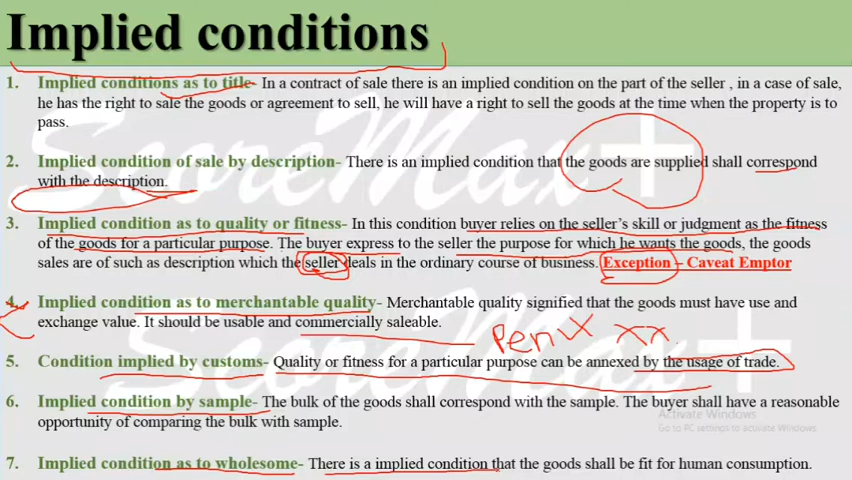 Implied conditions
1. Implied conditions as to title- In a contract of sale there is an implied condition on the part of the seller , in a case of sale,
he has the right to sale the goods or agreement to sell, he will have a right to sell the goods at the time when the property is to
pass.
2. Implied condition of sale by description- There is an implied condition that the goods are supplied shall correspond
with the description.
3. Implied condition as to quality or fitness- In this condition buyer relies on the seller's skill or judgment as the fitness
of the goods for a particular purpose. The buyer express to the seller the purpose for which he wants the goods, the goods
sales are of such as description which the seller deals in the ordinary course of business. Exception – Caveat Emptor
4. Implied condition as to merchantable quality- Merchantable quality signified that the goods must have use and
exchange value. It should be usable and commercially saleable.
Pen
5. Condition implied by customs- Quality or fitness for a particular purpose can be annexed by the usage of trade.
6. Implied condition by sample- The bulk of the goods shall correspond with the sample. The buyer shall have a reasonable
opportunity of comparing the bulk with sample.
Activate Windows
Go to PC settings to activate Windows.
7. Implied condition as to wholesome- There is a implied condition that the goods shall be fit for human consumption.
ScoreMax+
ScoreMax+